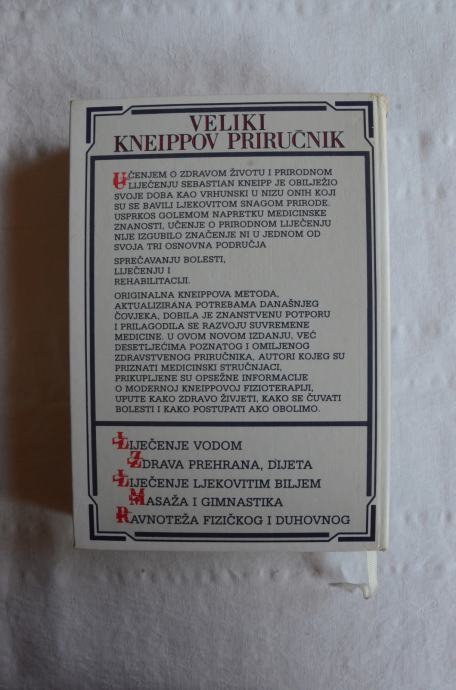 VELIKI
KNEIPPOV PRIRUČNIK
UČENJEM O ZDRAVOM ŽIVOTU I PRIRODNOM
LIJEČENJU SEBASTIAN KNEIPP JE OBILJEŽIO
SVOJE DOBA KAO VRHUNSKI U NIZU ONIH KOJI
SU SE BAVILI LJEKOVITOM SNAGOM PRIRODE.
USPRKOS GOLEMOM NAPRETKU MEDICINSKE
ZNANOSTI, UČENJE O PRIRODNOM LIJEČENJU
NIJE IZGUBILO ZNAČENJE NI U JEDNOM OD
SVOJA TRI OSNOVNA PODRUČJA
SPREČAVANJU BOLESTI,
LIJEČENJU I
REHABILITACIJI.
ORIGINALNA KNEIPPOVA METODA,
AKTUALIZIRANA POTREBAMA DANAŠNJEG
ČOVJEKA, DOBILA JE ZNANSTVENU POTPORU
I PRILAGODILA SE RAZVOJU SUVREMENE
MEDICINE. U OVOM NOVOM IZDANJU, VEĆ
DESETLJEĆIMA POZNATOG I OMILJENOG
ZDRAVSTVENOG PRIRUČNIKA, AUTORI KOJEG SU
PRIZNATI MEDICINSKI STRUČNJACI,
PRIKUPLJENE SU OPSEŽNE INFORMACIJE
O MODERNOJ KNEIPPOVOJ FIZIOTERAPIJI,
UPUTE KAKO ZDRAVO ŽIVJETI, KAKO SE ČUVATI
BOLESTI I KAKO POSTUPATI AKO OBOLIMO.
LIJEČENJE VODOM
ZDRAVA PREHRANA, DIJETA
LIJEČENJE LJEKOVITIM BILJEM
MASAŽA I GIMNASTIKA
RAVNOTEŽA FIZIČKOG I DUHOVNOG